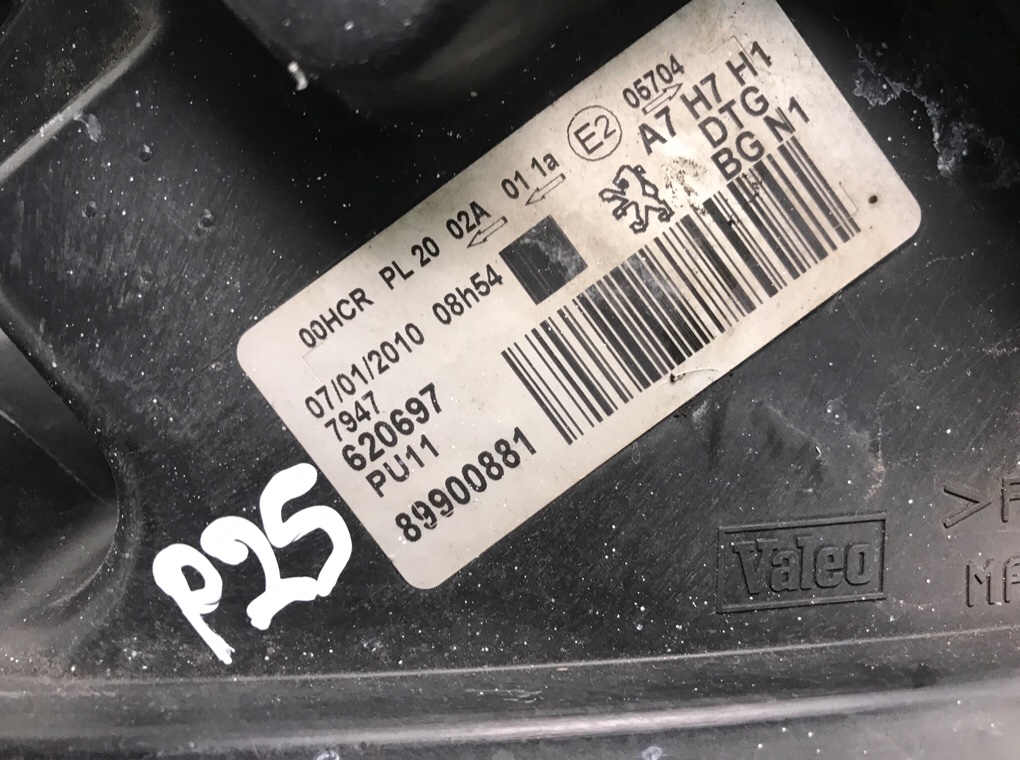 00HCR PL 20 02A 01 1a E2 05704
A7 H7 H1
DTG
BG N1
07/01/2010 08h54
7947
620697
PU11
89900881
P25
Valeo
>P
MA